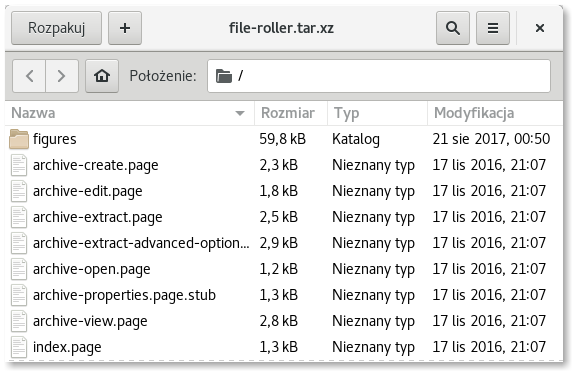 Rozpakuj + file-roller.tar.xz
Położenie: /
Nazwa Rozmiar Typ Modyfikacja
figures 59,8 kB Katalog 21 sie 2017, 00:50
archive-create.page 2,3 kB Nieznany typ 17 lis 2016, 21:07
archive-edit.page 1,8 kB Nieznany typ 17 lis 2016, 21:07
archive-extract.page 2,5 kB Nieznany typ 17 lis 2016, 21:07
archive-extract-advanced-option... 2,9 kB Nieznany typ 17 lis 2016, 21:07
archive-open.page 1,2 kB Nieznany typ 17 lis 2016, 21:07
archive-properties.page.stub 1,3 kB Nieznany typ 17 lis 2016, 21:07
archive-view.page 2,8 kB Nieznany typ 17 lis 2016, 21:07
index.page 1,3 kB Nieznany typ 17 lis 2016, 21:07